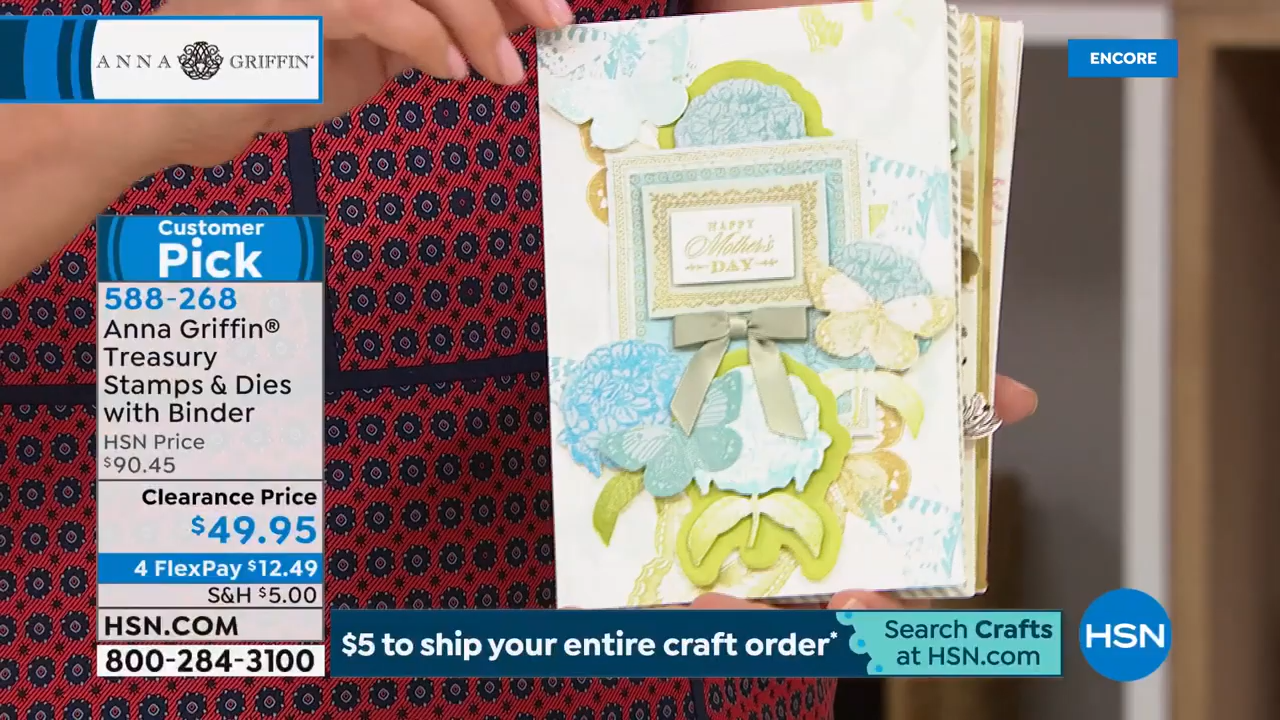 ANNA GRIFFIN®
ENCORE
Customer
Pick
588-268
Anna Griffin®
Treasury
Stamps & Dies
with Binder
HSN Price
$90.45
Clearance Price
$49.95
4 FlexPay $12.49
S&H $5.00
HSN.COM
800-284-3100
HAPPY
Mother's
DAY
$5 to ship your entire craft order*
Search Crafts
at HSN.com
HSN